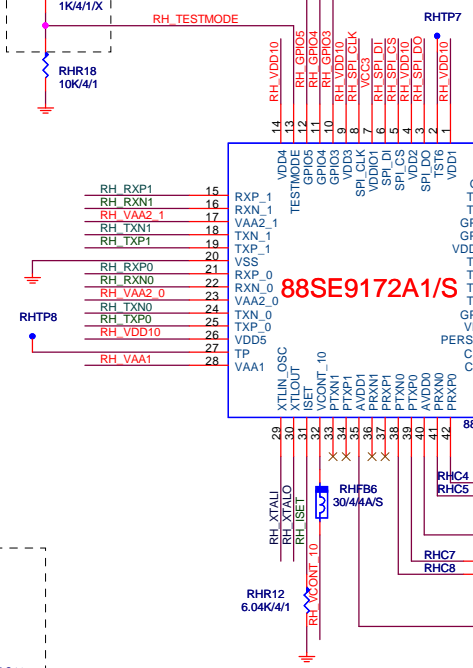 1K/4/1/X
RH_TESTMODE
RHTP7
RHR18
10K/4/1
RH_VDD10
RH_GPIO5
RH_GPIO4
RH_GPIO3
RH_VDD10
RH_SPI_CLK
VCC3
RH_SPI_DI
RH_SPI_CS
RH_VDD10
RH_SPI_DO
RH_VDD10
14
13
12
11
10
9
8
7
6
5
4
3
2
1
VDD4
TESTMODE
GPIO5
GPIO4
GPIO3
VDD3
SPI_CLK
VDDIO1
SPI_DI
SPI_CS
VDD2
SPI_DO
TST6
VDD1
RH_RXP1 15 RXP_1
RH_RXN1 16 RXN_1
RH_VAA2_1 17 VAA2_1
RH_TXN1 18 TXN_1
RH_TXP1 19 TXP_1
20 VSS
RH_RXP0 21 RXP_0
RH_RXN0 22 RXN_0
RH_VAA2_0 23 VAA2_0
RH_TXN0 24 TXN_0
RH_TXP0 25 TXP_0
RH_VDD10 26 VDD5
27 TP
RH_VAA1 28 VAA1
RHTP8
88SE9172A1/S
GP
GP
VDD
GP
PERS
XTLIN_OSC
XTLOUT
ISET
VCONT_10
PTXN1
PTXP1
AVDD1
PRXN1
PRXP1
PTXN0
PTXP0
AVDD0
PRXN0
PRXP0
88
29
30
31
32
33
34
35
36
37
38
39
40
41
42
RHC4
RHC5
RHFB6
30/4/4A/S
RH_XTALI
RH_XTALO
RH_ISET
RH_VCONT_10
RHC7
RHC8
RHR12
6.04K/4/1